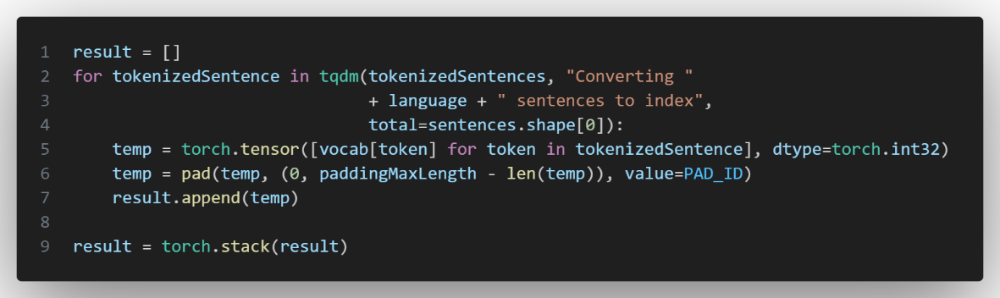 1 result = []
2 for tokenizedSentence in tqdm(tokenizedSentences, "Converting "
3                              + language + " sentences to index",
4                              total=sentences.shape[0]):
5     temp = torch.tensor([vocab[token] for token in tokenizedSentence], dtype=torch.int32)
6     temp = pad(temp, (0, paddingMaxLength - len(temp)), value=PAD_ID)
7     result.append(temp)
8
9 result = torch.stack(result)